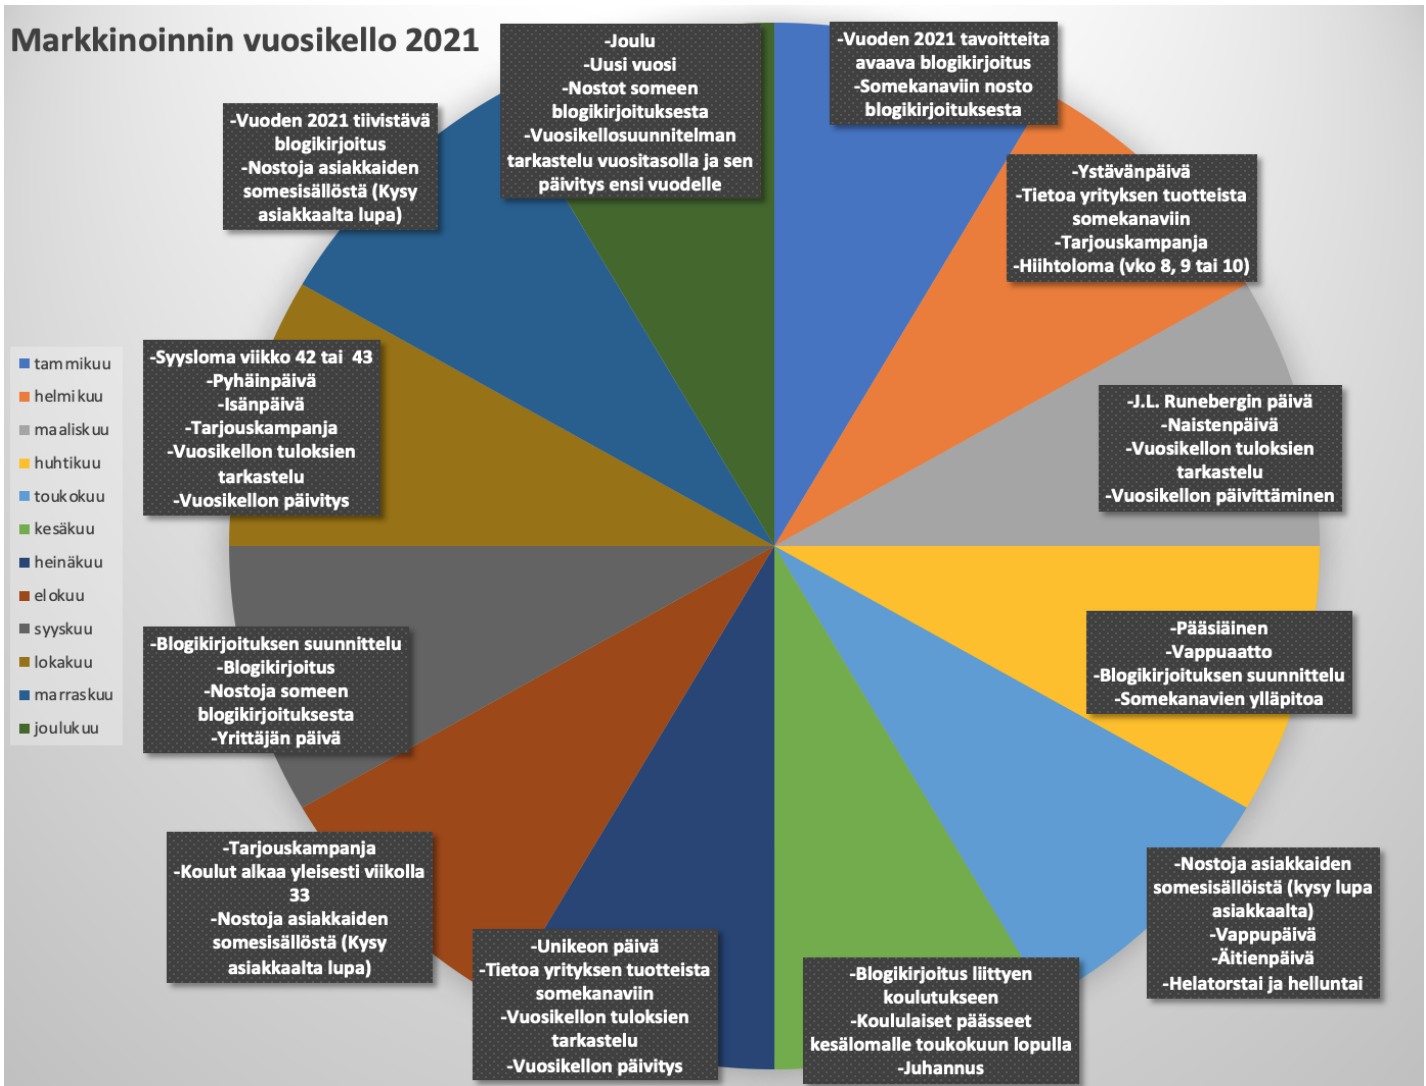 Markkinoinnin vuosikello 2021
-Joulu
-Uusi vuosi
-Nostot someen
blogikirjoituksesta
-Vuosikellosuunnitelman
tarkastelu vuositasolla ja sen
päivitys ensi vuodelle
-Vuoden 2021 tavoitteita
avaava blogikirjoitus
-Somekanaviin nosto
blogikirjoituksesta
-Vuoden 2021 tiivistävä
blogikirjoitus
-Nostoja asiakkaiden
somesisällöstä (Kysy
asiakkaalta lupa)
-Ystävänpäivä
-Tietoa yrityksen tuotteista
somekanaviin
-Tarjouskampanja
-Hiihtoloma (vko 8, 9 tai 10)
tammikuu
helmikuu
maaliskuu
huhtikuu
toukokuu
kesäkuu
heinäkuu
elokuu
syyskuu
lokakuu
marraskuu
joulukuu
-Syysloma viikko 42 tai  43
-Pyhäinpäivä
-Isänpäivä
-Tarjouskampanja
-Vuosikellon tuloksien
tarkastelu
-Vuosikellon päivitys
-J.L. Runebergin päivä
-Naistenpäivä
-Vuosikellon tuloksien
tarkastelu
-Vuosikellon päivittäminen
-Blogikirjoituksen suunnittelu
-Blogikirjoitus
-Nostoja someen
blogikirjoituksesta
-Yrittäjän päivä
-Pääsiäinen
-Vappuaatto
-Blogikirjoituksen suunnittelu
-Somekanavien ylläpitoa
-Tarjouskampanja
-Koulut alkaa yleisesti viikolla
33
-Nostoja asiakkaiden
somesisällöstä (Kysy
asiakkaalta lupa)
-Nostoja asiakkaiden
somesisällöistä (kysy lupa
asiakkaalta)
-Vappupäivä
-Äitienpäivä
-Helatorstai ja helluntai
-Unikeon päivä
-Tietoa yrityksen tuotteista
somekanaviin
-Vuosikellon tuloksien
tarkastelu
-Vuosikellon päivitys
-Blogikirjoitus liittyen
koulutukseen
-Koululaiset päässeet
kesälomalle toukokuun lopulla
-Juhannus